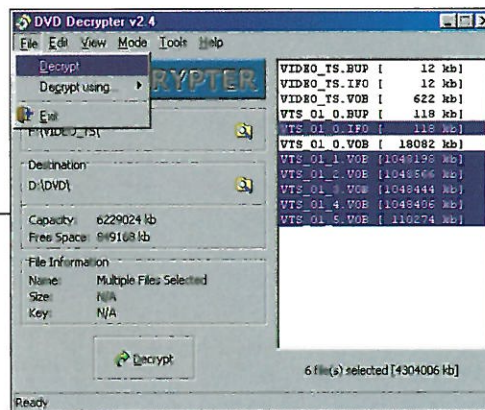 DVD Decrypter v2.4
File Edit View Mode Tools Help
Decrypt
Decrypt using...
Exit
RYPTER
F:\VIDEO_TS\
Destination
D:\DVD\
Capacity: 6229024 kb
Free Space: 849168 kb
File Information
Name: Multiple Files Selected
Size: N/A
Key: N/A
Decrypt
VIDEO_TS.BUP [ 12 kb]
VIDEO_TS.IFO [ 12 kb]
VIDEO_TS.VOB [ 622 kb]
VTS_01_0.BUP [ 118 kb]
VTS_01_0.IFO [ 118 kb]
VTS_01_0.VOB [ 18082 kb]
VTS_01_1.VOB [1048198 kb]
VTS_01_2.VOB [1048566 kb]
VTS_01_3.VOB [1048444 kb]
VTS_01_4.VOB [1048406 kb]
VTS_01_5.VOB [ 110274 kb]
6 file(s) selected [4304006 kb]
Ready